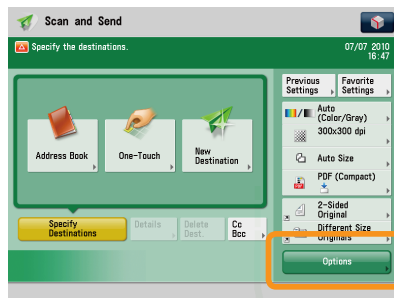 Scan and Send
Specify the destinations.
07/07 2010
16:47
Previous
Settings
Favorite
Settings
Auto
(Color/Gray)
300x300 dpi
Address Book
One-Touch
New
Destination
Auto Size
PDF (Compact)
2-Sided
Original
Specify
Destinations
Details
Delete
Dest.
Cc
Bcc
Different Size
Originals
Options